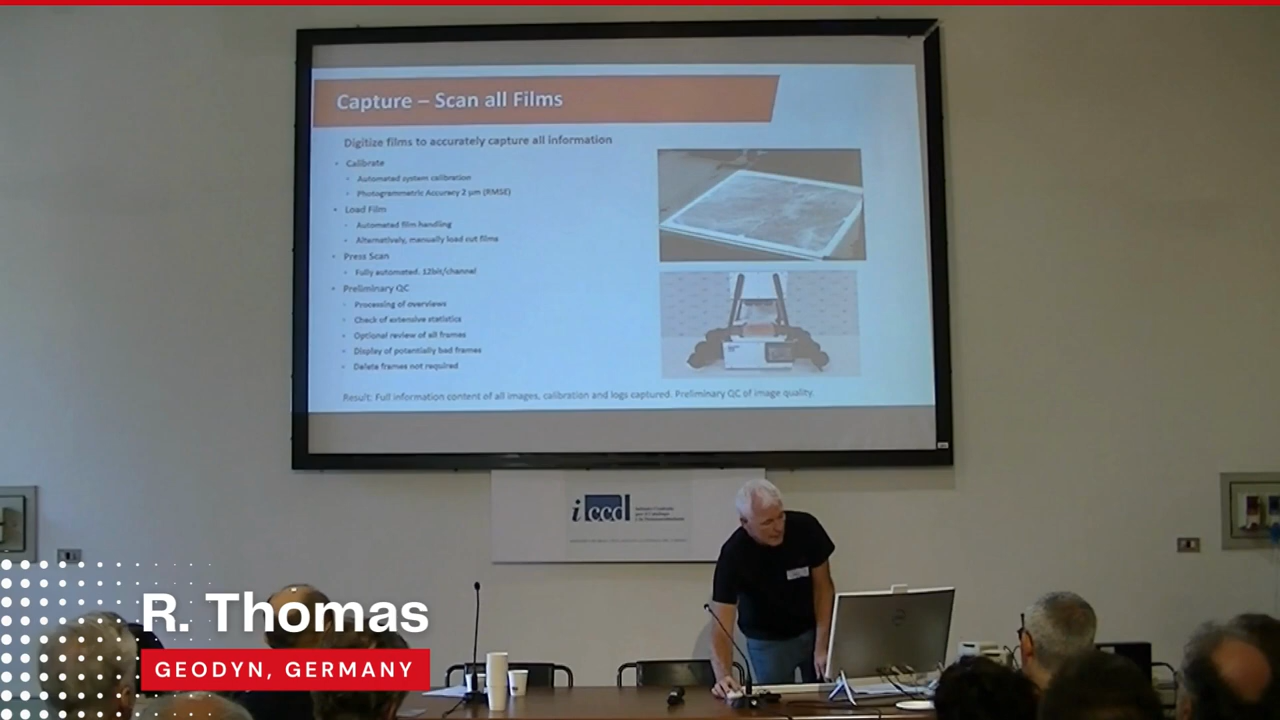 Capture – Scan all Films
Digitize films to accurately capture all information
• Calibrate
• Automated system calibration
• Photogrammetric Accuracy 2 µm (RMSE)
• Load Film
• Automated film handling
• Alternatively, manually load cut films
• Press Scan
• Fully automated. 12bit/channel
• Preliminary QC
• Processing of overviews
• Check of extensive statistics
• Optional review of all frames
• Display of potentially bad frames
• Delete frames not required
Result: Full information content of all images, calibration and logs captured. Preliminary QC of image quality.
iccd
R. Thomas
GEODYN, GERMANY